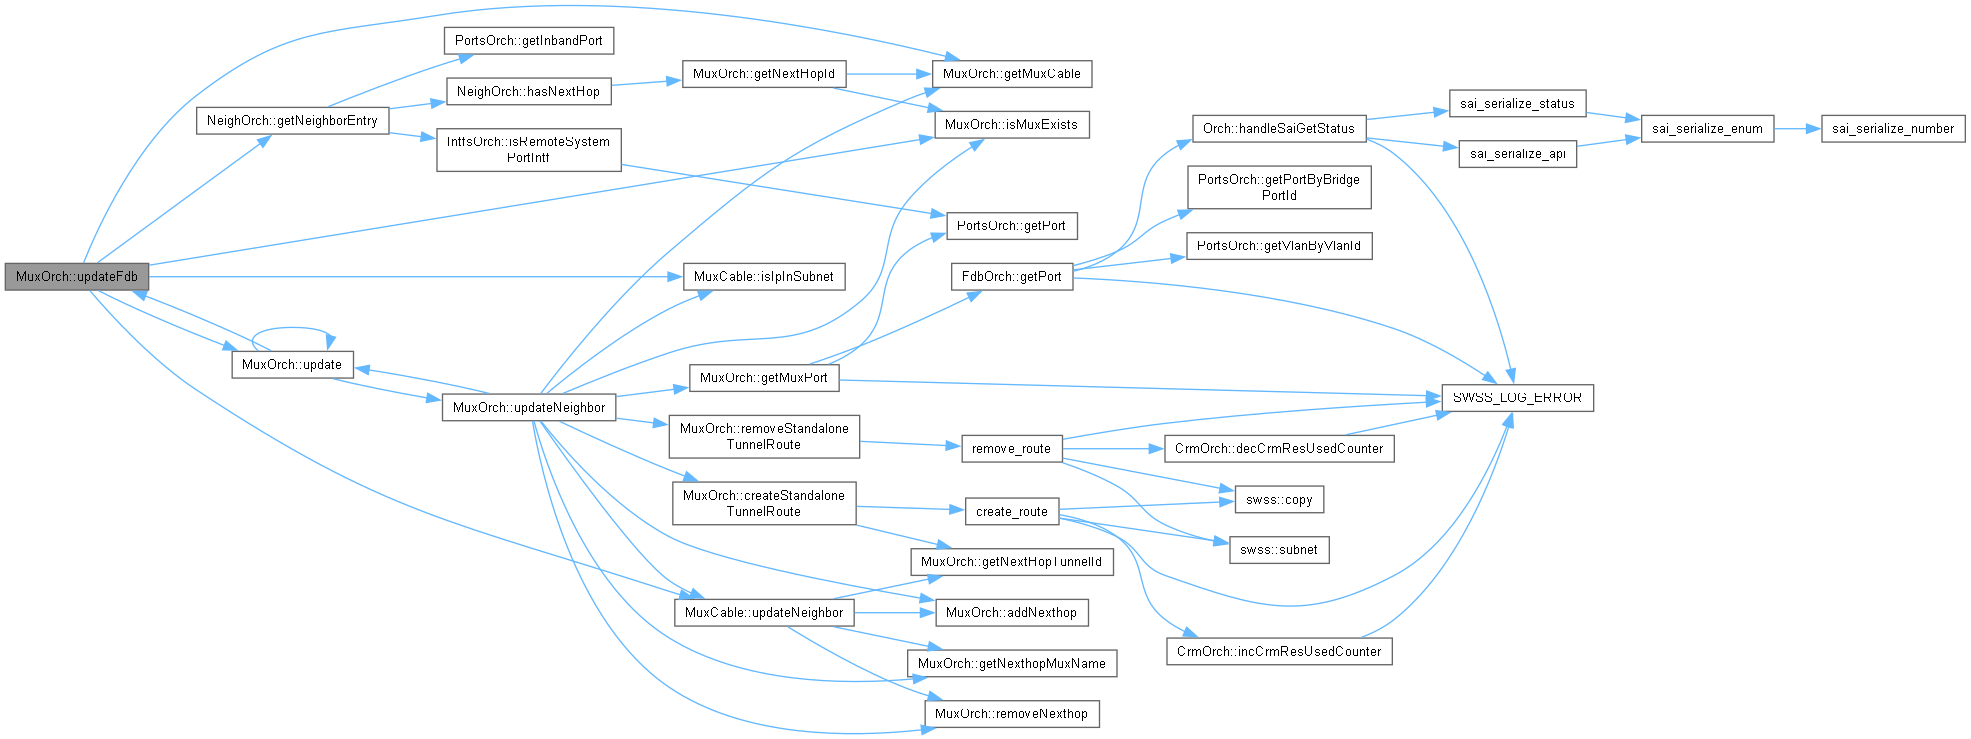 PortsOrch::getInbandPort
MuxOrch::getNextHopId
MuxOrch::getMuxCable
NeighOrch::hasNextHop
sai_serialize_status
NeighOrch::getNeighborEntry
MuxOrch::isMuxExists
Orch::handleSaiGetStatus
sai_serialize_enum
sai_serialize_number
IntfsOrch::isRemoteSystem
PortIntf
sai_serialize_api
PortsOrch::getPortByBridge
PortId
PortsOrch::getPort
PortsOrch::getVlanByVlanId
MuxOrch::updateFdb
MuxCable::isIpInSubnet
FdbOrch::getPort
MuxOrch::update
MuxOrch::getMuxPort
MuxOrch::updateNeighbor
SWSS_LOG_ERROR
MuxOrch::removeStandalone
TunnelRoute
remove_route
CrmOrch::decCrmResUsedCounter
MuxOrch::createStandalone
TunnelRoute
swss::copy
create_route
swss::subnet
MuxOrch::getNextHopTunnelId
MuxCable::updateNeighbor
MuxOrch::addNexthop
CrmOrch::incCrmResUsedCounter
MuxOrch::getNexthopMuxName
MuxOrch::removeNexthop